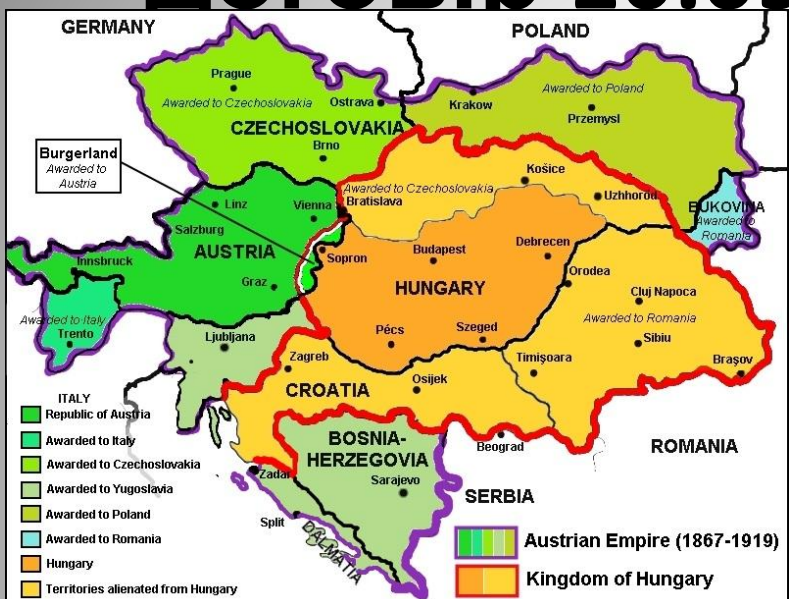 Договір 10.09
GERMANY
POLAND
Prague
Awarded to Czechoslovakia
Ostrava
CZECHOSLOVAKIA
Brno
Krakow
Awarded to Poland
Przemysl
Burgerland
Awarded to
Austria
Awarded to Czechoslovakia
Košice
Uzhhorod
Bratislava
BUKOVINA
Awarded to
Romania
Linz
Vienna
Salzburg
AUSTRIA
Innsbruck
Graz
Sopron
Budapest
Debrecen
HUNGARY
Orodea
Cluj Napoca
Awarded to Romania
Sibiu
Awarded to Italy
Trento
Ljubljana
Pécs
Szeged
Timişoara
Braşov
Zagreb
CROATIA
Osijek
ITALY
BOSNIA-
HERZEGOVIA
Beograd
ROMANIA
Zadar
Sarajevo
SERBIA
Split
DALMATIA
Republic of Austria
Awarded to Italy
Awarded to Czechoslovakia
Awarded to Yugoslavia
Awarded to Poland
Awarded to Romania
Hungary
Territories alienated from Hungary
Austrian Empire (1867-1919)
Kingdom of Hungary